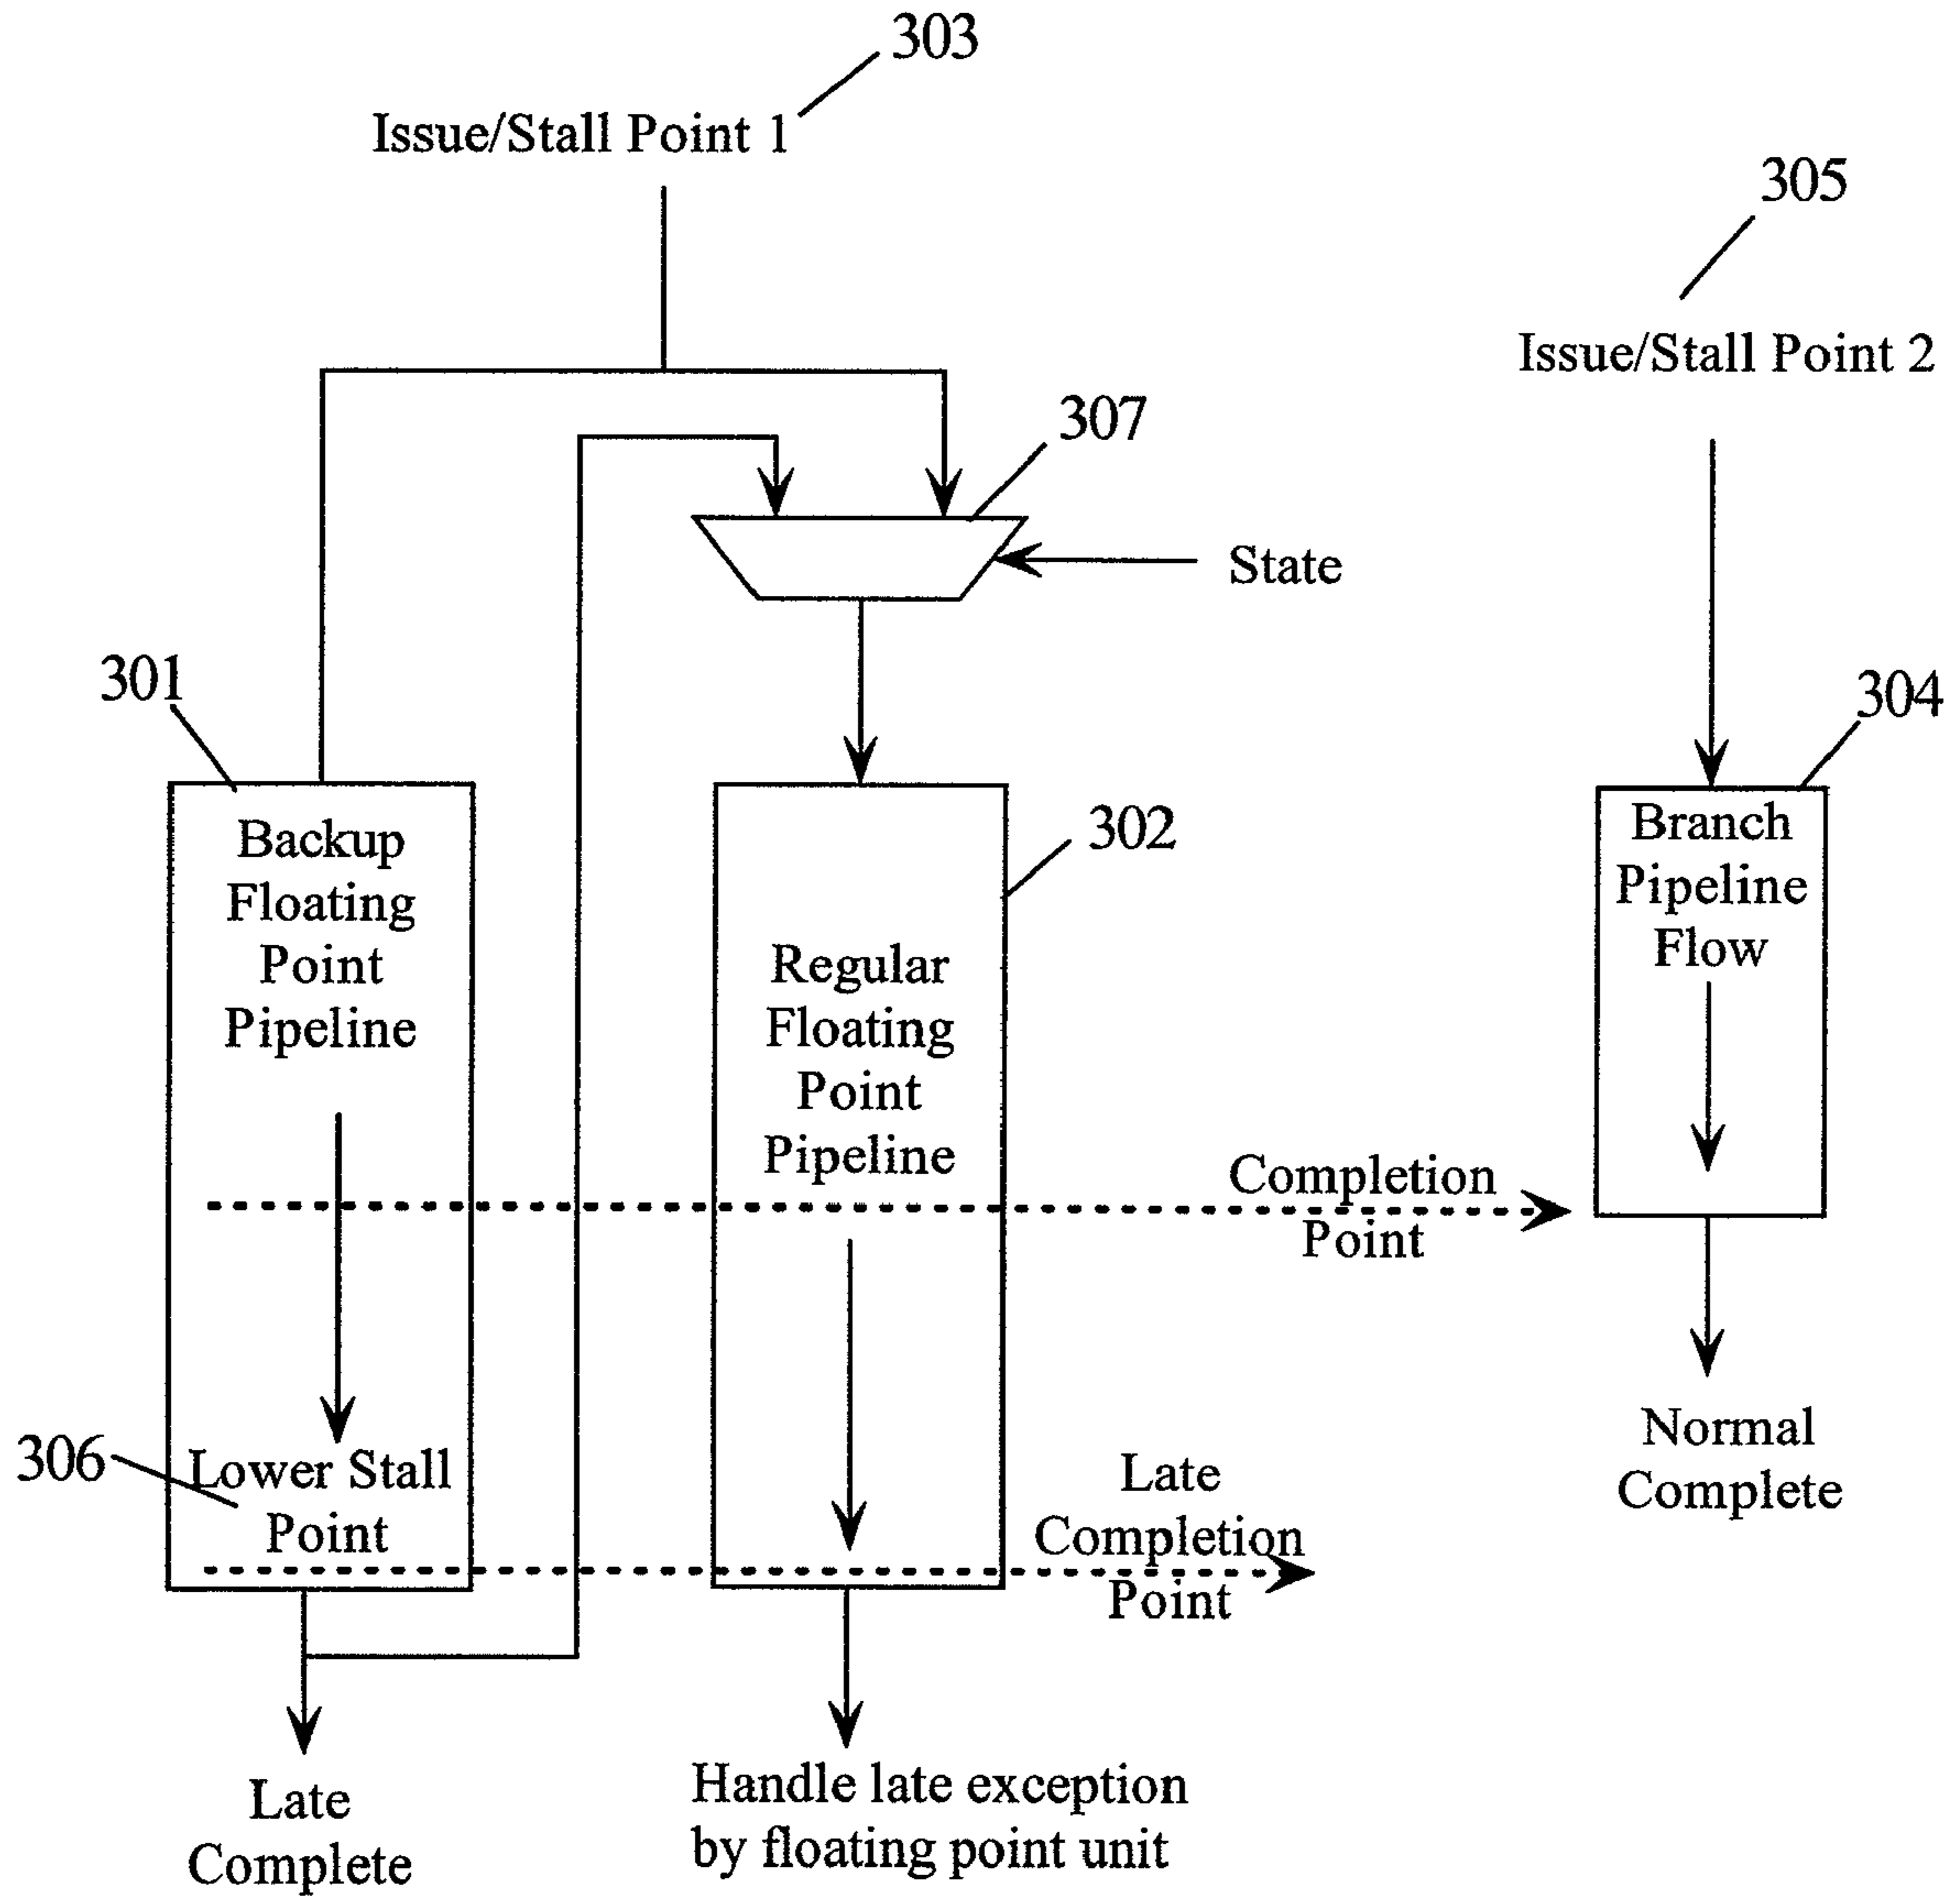 303
Issue/Stall Point 1
305
Issue/Stall Point 2
307
State
301
304
Backup
Floating
Point
Pipeline
302
Regular
Floating
Point
Pipeline
Branch
Pipeline
Flow
Completion
Point
306
Lower Stall
Point
Late
Completion
Point
Normal
Complete
Late
Complete
Handle late exception
by floating point unit